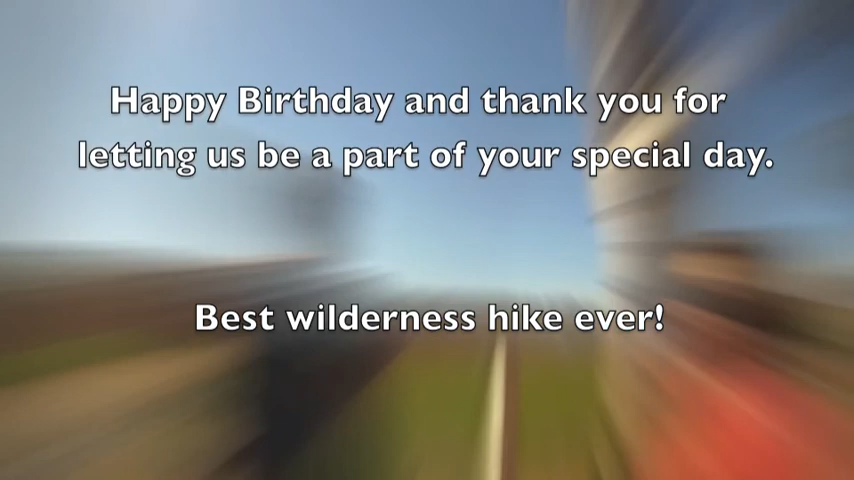 Happy Birthday and thank you for
letting us be a part of your special day.
Best wilderness hike ever!